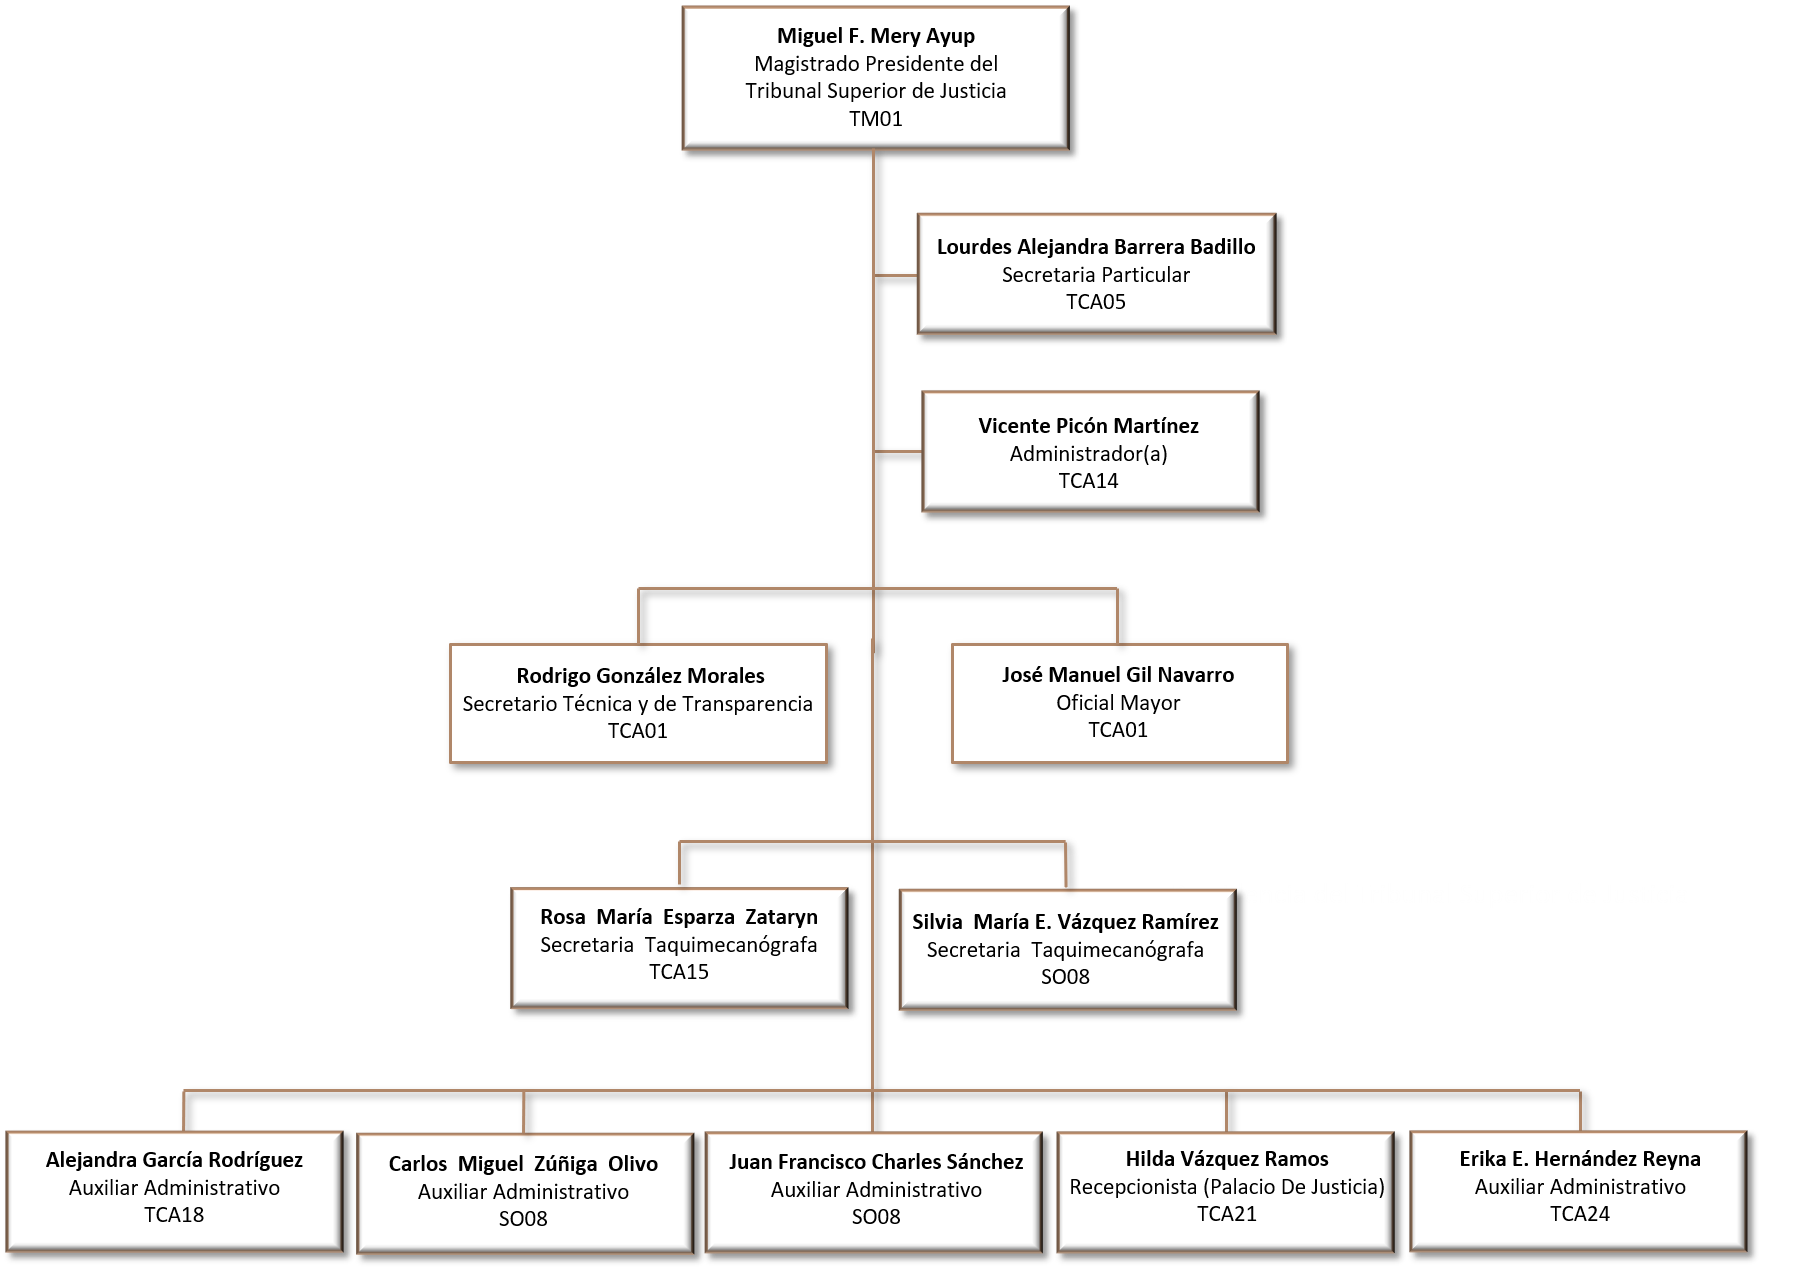 Miguel F. Mery Ayup
Magistrado Presidente del
Tribunal Superior de Justicia
TM01
Lourdes Alejandra Barrera Badillo
Secretaria Particular
TCA05
Vicente Picón Martínez
Administrador(a)
TCA14
Rodrigo González Morales
Secretario Técnica y de Transparencia
TCA01
José Manuel Gil Navarro
Oficial Mayor
TCA01
Rosa María Esparza Zataryn
Secretaria Taquimecanógrafa
TCA15
Silvia María E. Vázquez Ramírez
Secretaria Taquimecanógrafa
SO08
Alejandra García Rodríguez
Auxiliar Administrativo
TCA18
Carlos Miguel Zúñiga Olivo
Auxiliar Administrativo
SO08
Juan Francisco Charles Sánchez
Auxiliar Administrativo
SO08
Hilda Vázquez Ramos
Recepcionista (Palacio De Justicia)
TCA21
Erika E. Hernández Reyna
Auxiliar Administrativo
TCA24